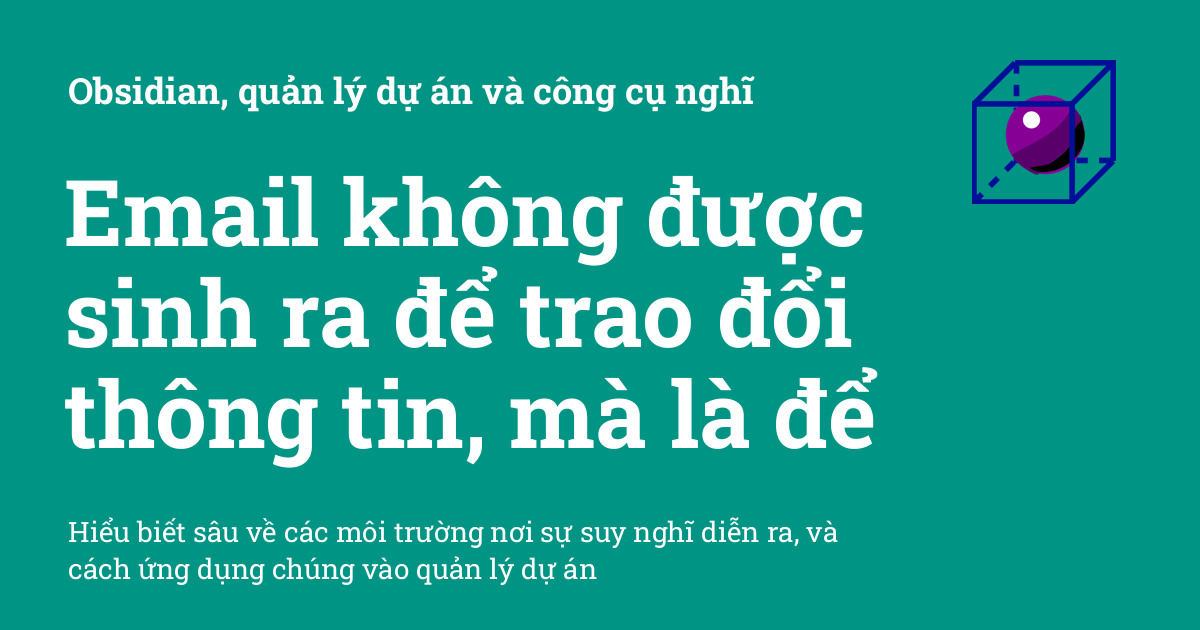 Obsidian, quản lý dự án và công cụ nghĩ
Email không được
sinh ra để trao đổi
thông tin, mà là để
Hiểu biết sâu về các môi trường nơi sự suy nghĩ diễn ra, và
cách ứng dụng chúng vào quản lý dự án